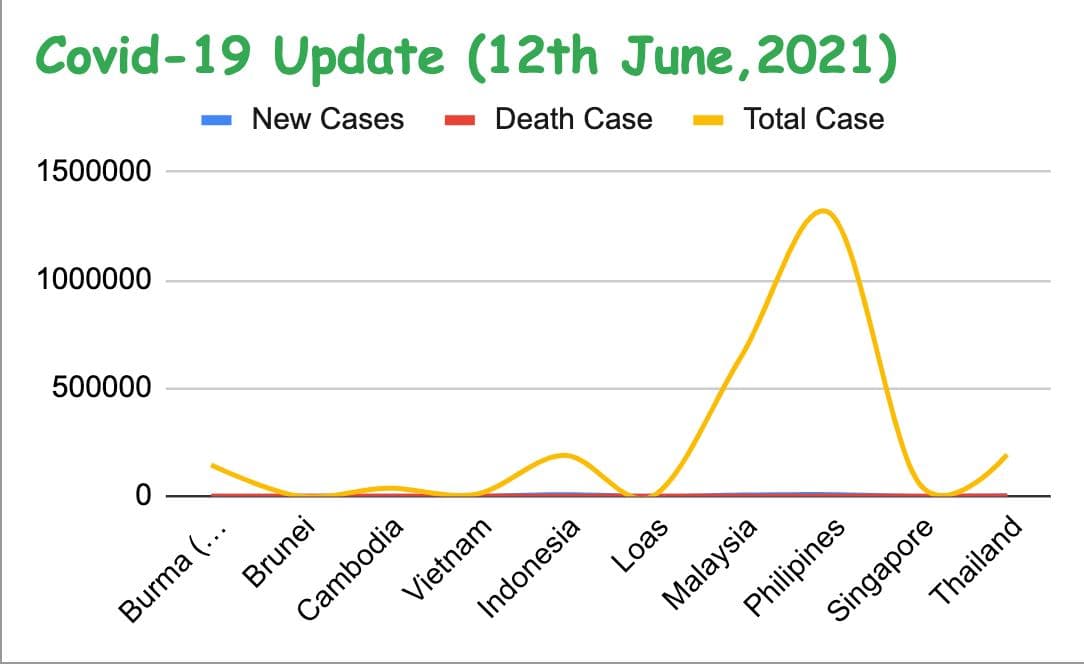 Covid-19 Update (12th June,2021)
New Cases Death Case Total Case
1500000
1000000
500000
0
Burma (...
Brunei
Cambodia
Vietnam
Indonesia
Loas
Malaysia
Philipines
Singapore
Thailand